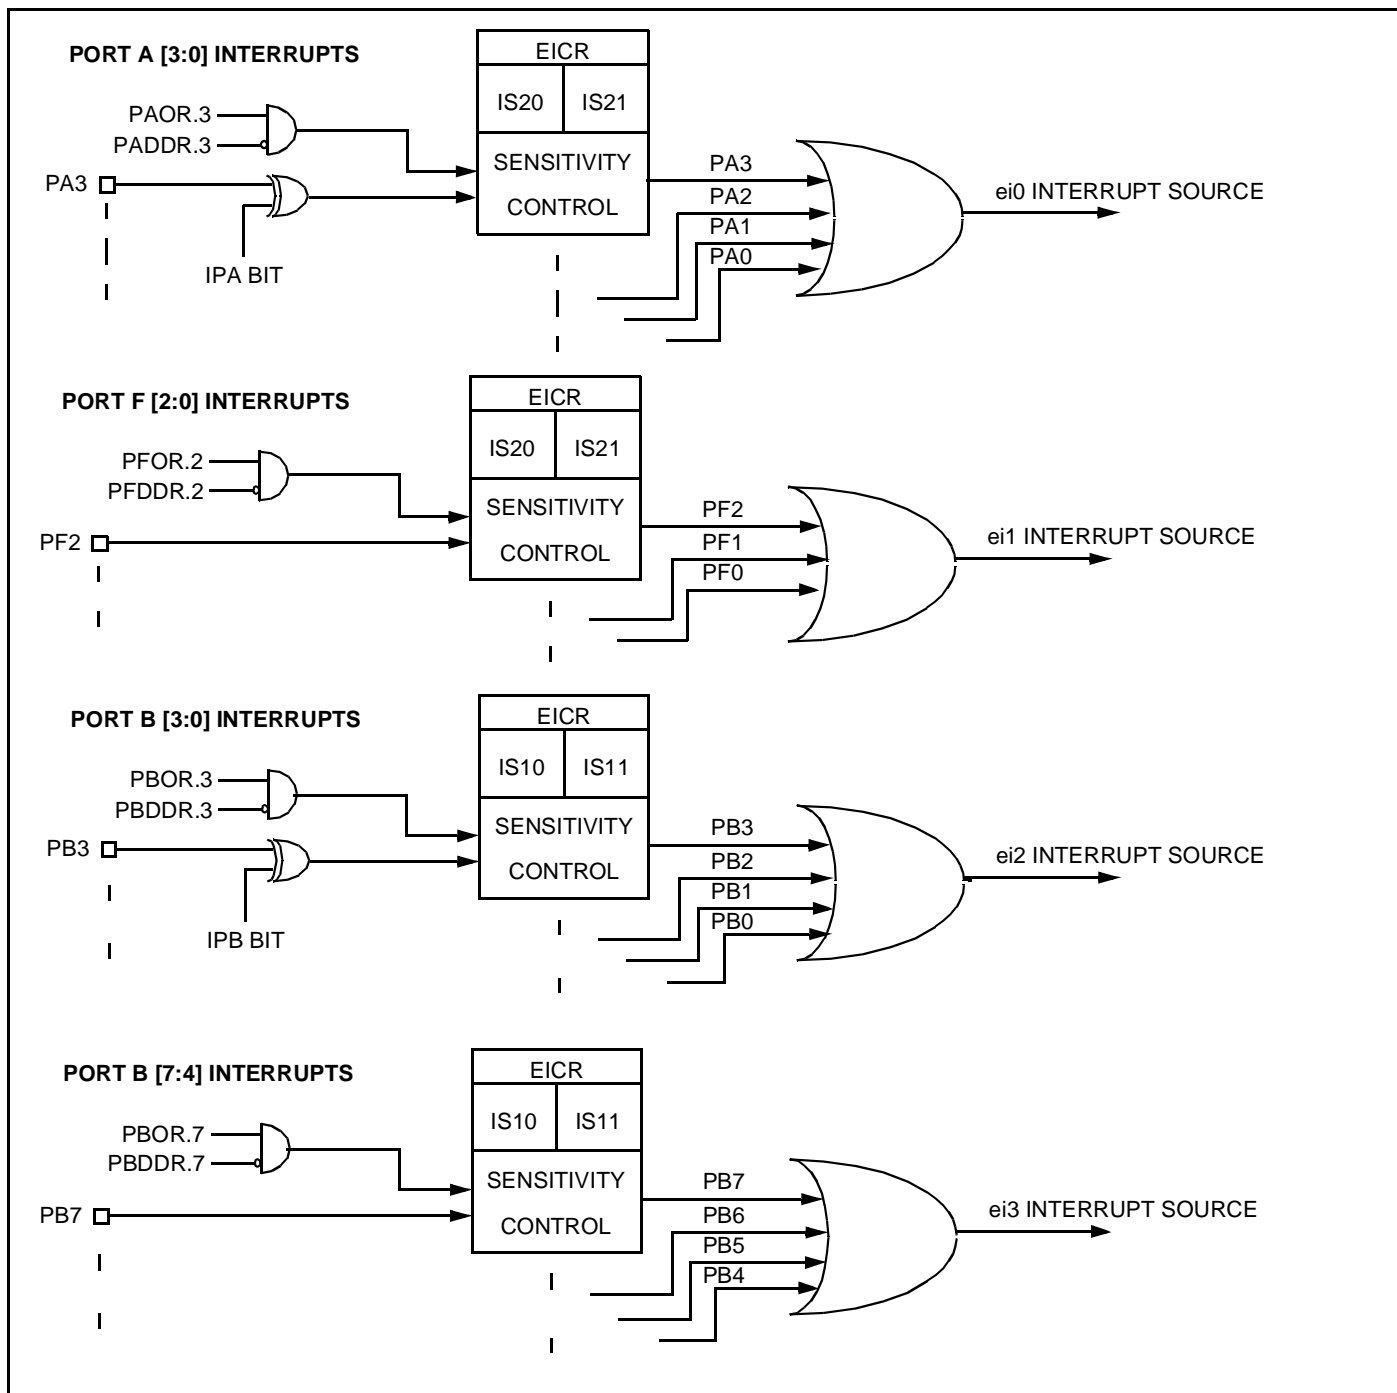 PORT A [3:0] INTERRUPTS
EICR
IS20 IS21
PAOR.3
PADDR.3
SENSITIVITY
CONTROL
PA3
IPA BIT
PA3
PA2
PA1
PA0
ei0 INTERRUPT SOURCE
PORT F [2:0] INTERRUPTS
EICR
IS20 IS21
PFOR.2
PFDDR.2
SENSITIVITY
CONTROL
PF2
PF2
PF1
PF0
ei1 INTERRUPT SOURCE
PORT B [3:0] INTERRUPTS
EICR
IS10 IS11
PBOR.3
PBDDR.3
SENSITIVITY
CONTROL
PB3
IPB BIT
PB3
PB2
PB1
PB0
ei2 INTERRUPT SOURCE
PORT B [7:4] INTERRUPTS
EICR
IS10 IS11
PBOR.7
PBDDR.7
SENSITIVITY
CONTROL
PB7
PB7
PB6
PB5
PB4
ei3 INTERRUPT SOURCE